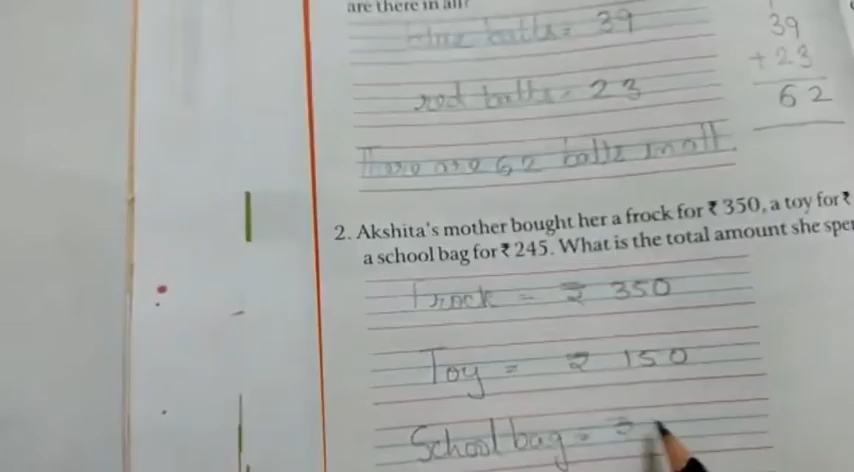 are there in all?
blue balls = 39
39
+ 23
62
red balls = 23
There are 62 balls in all.
2. Akshita's mother bought her a frock for ₹ 350, a toy for ₹
a school bag for ₹ 245. What is the total amount she spe
frock = ₹ 350
Toy = ₹ 150
School bag = ₹